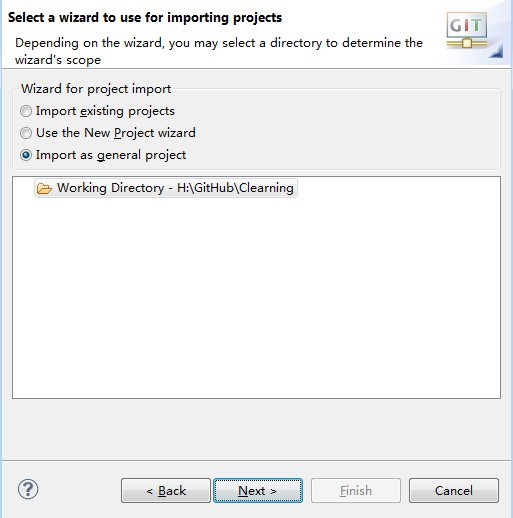 Select a wizard to use for importing projects
Depending on the wizard, you may select a directory to determine the
wizard's scope
GIT
Wizard for project import
Import existing projects
Use the New Project wizard
Import as general project
Working Directory - H:\GitHub\Clearning
?
< Back
Next >
Finish
Cancel